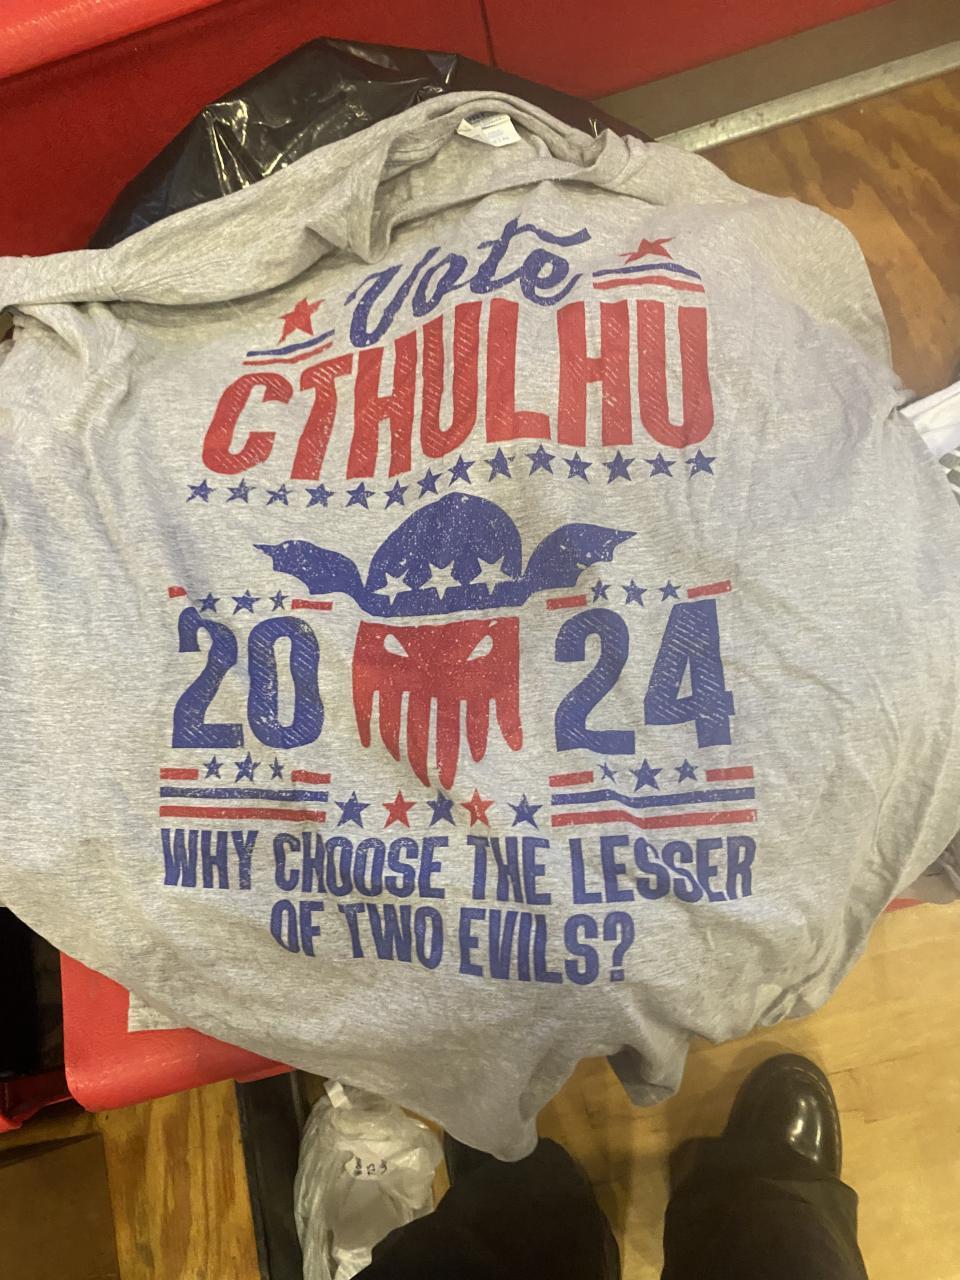 Vote
CTHULHU
20 24
WHY CHOOSE THE LESSER
OF TWO EVILS?